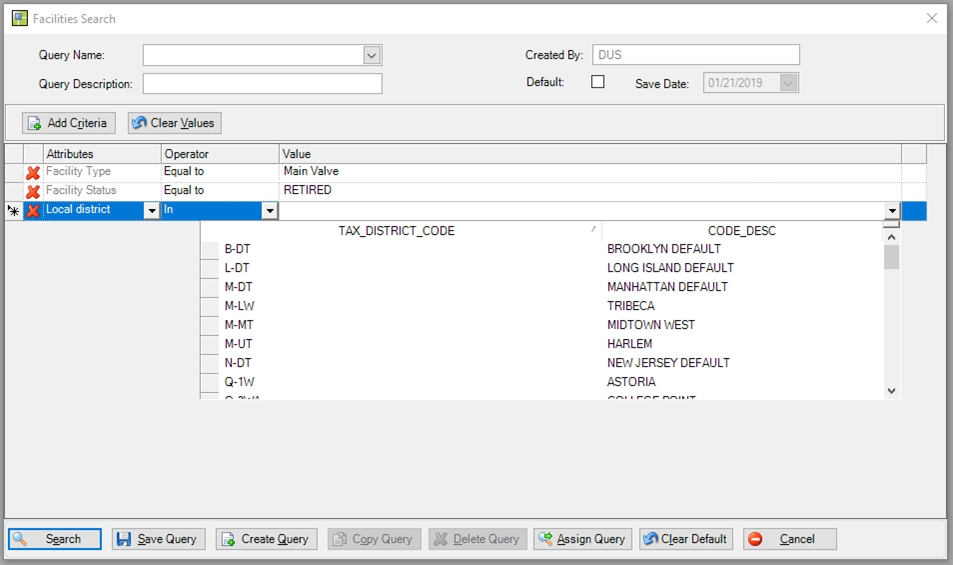 Facilities Search
Query Name: Created By: DUS
Query Description: Default: Save Date: 01/21/2019
Add Criteria Clear Values
Attributes Operator Value
Facility Type Equal to Main Valve
Facility Status Equal to RETIRED
Local district In
TAX_DISTRICT_CODE CODE_DESC
B-DT BROOKLYN DEFAULT
L-DT LONG ISLAND DEFAULT
M-DT MANHATTAN DEFAULT
M-LW TRIBECA
M-MT MIDTOWN WEST
M-UT HARLEM
N-DT NEW JERSEY DEFAULT
Q-1W ASTORIA
COLLEGE POINT
Search Save Query Create Query Copy Query Delete Query Assign Query Clear Default Cancel